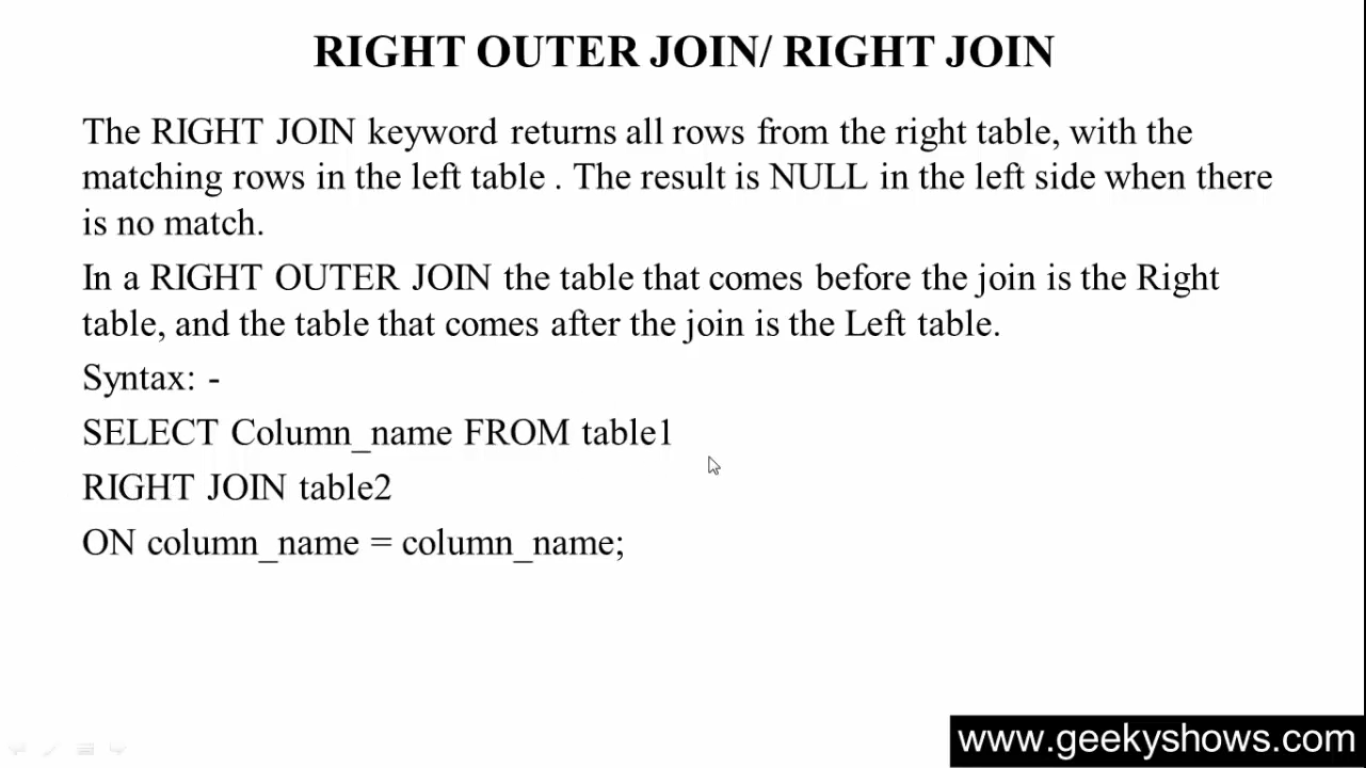 RIGHT OUTER JOIN/ RIGHT JOIN
The RIGHT JOIN keyword returns all rows from the right table, with the
matching rows in the left table . The result is NULL in the left side when there
is no match.
In a RIGHT OUTER JOIN the table that comes before the join is the Right
table, and the table that comes after the join is the Left table.
Syntax: -
SELECT Column_name FROM table1
RIGHT JOIN table2
ON column_name = column_name;
www.geekyshows.com